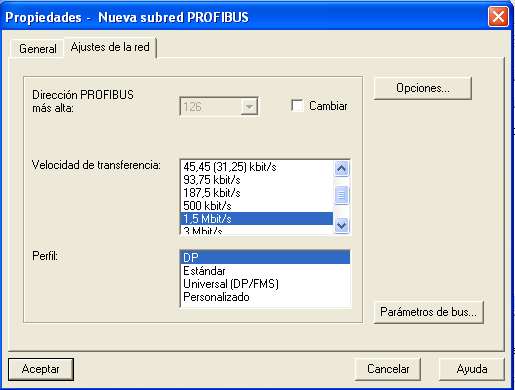 Propiedades - Nueva subred PROFIBUS
General
Ajustes de la red
Dirección PROFIBUS
más alta:
126
Cambiar
Opciones...
Velocidad de transferencia:
45,45 (31,25) kbit/s
93,75 kbit/s
187,5 kbit/s
500 kbit/s
1,5 Mbit/s
3 Mbit/s
Perfil:
DP
Estándar
Universal (DP/FMS)
Personalizado
Parámetros de bus...
Aceptar
Cancelar
Ayuda